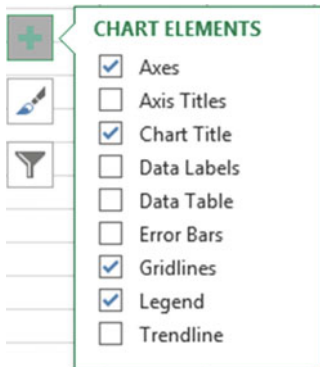 CHART ELEMENTS
Axes
Axis Titles
Chart Title
Data Labels
Data Table
Error Bars
Gridlines
Legend
Trendline